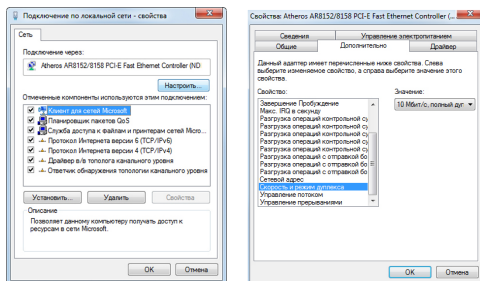 Подключение по локальной сети - свойства
Сеть
Подключение через:
Atheros AR8152/8158 PCI-E Fast Ethernet Controller (ND
Настроить...
Отмеченные компоненты используются этим подключением:
Клиент для сетей Microsoft
Планировщик пакетов QoS
Служба доступа к файлам и принтерам сетей Micro...
Протокол Интернета версии 6 (TCP/IPv6)
Протокол Интернета версии 4 (TCP/IPv4)
Драйвер в/в тополога канального уровня
Ответчик обнаружения топологии канального уровня
Установить...
Удалить
Свойства
Описание
Позволяет данному компьютеру получать доступ к
ресурсам в сети Microsoft.
OK
Отмена
Свойства: Atheros AR8152/8158 PCI-E Fast Ethernet Controller (...
Сведения
Управление электропитанием
Общие
Дополнительно
Драйвер
Данный адаптер имеет перечисленные ниже свойства. Слева
выберите изменяемое свойство, а справа выберите значение этого
свойства.
Свойство:
Значение:
Завершение Пробуждение
Макс. IRQ в секунду
Разгрузка операций контрольной су
Разгрузка операций контрольной су
Разгрузка операций контрольной су
Разгрузка операций контрольной су
Разгрузка операций с отправкой бо
Разгрузка операций с отправкой бо
Разгрузка операций с отправкой бо
Сетевой адрес
Скорость и режим дуплекса
Управление потоком
Управление прерываниями
10 Мбит/с, полный дуг
OK
Отмена